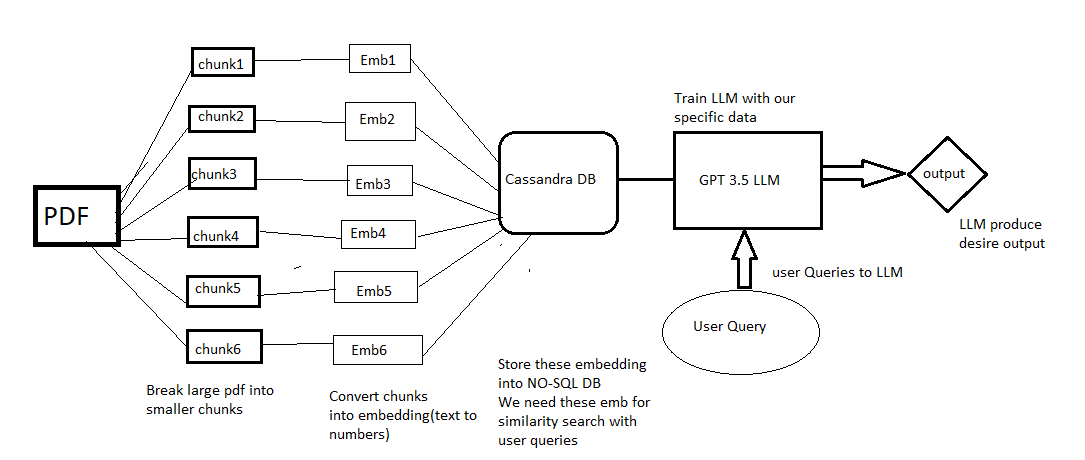 PDF
chunk1
chunk2
chunk3
chunk4
chunk5
chunk6
Break large pdf into
smaller chunks
Emb1
Emb2
Emb3
Emb4
Emb5
Emb6
Convert chunks
into embedding(text to
numbers)
Cassandra DB
Store these embedding
into NO-SQL DB
We need these emb for
similarity search with
user queries
Train LLM with our
specific data
GPT 3.5 LLM
user Queries to LLM
User Query
output
LLM produce
desire output